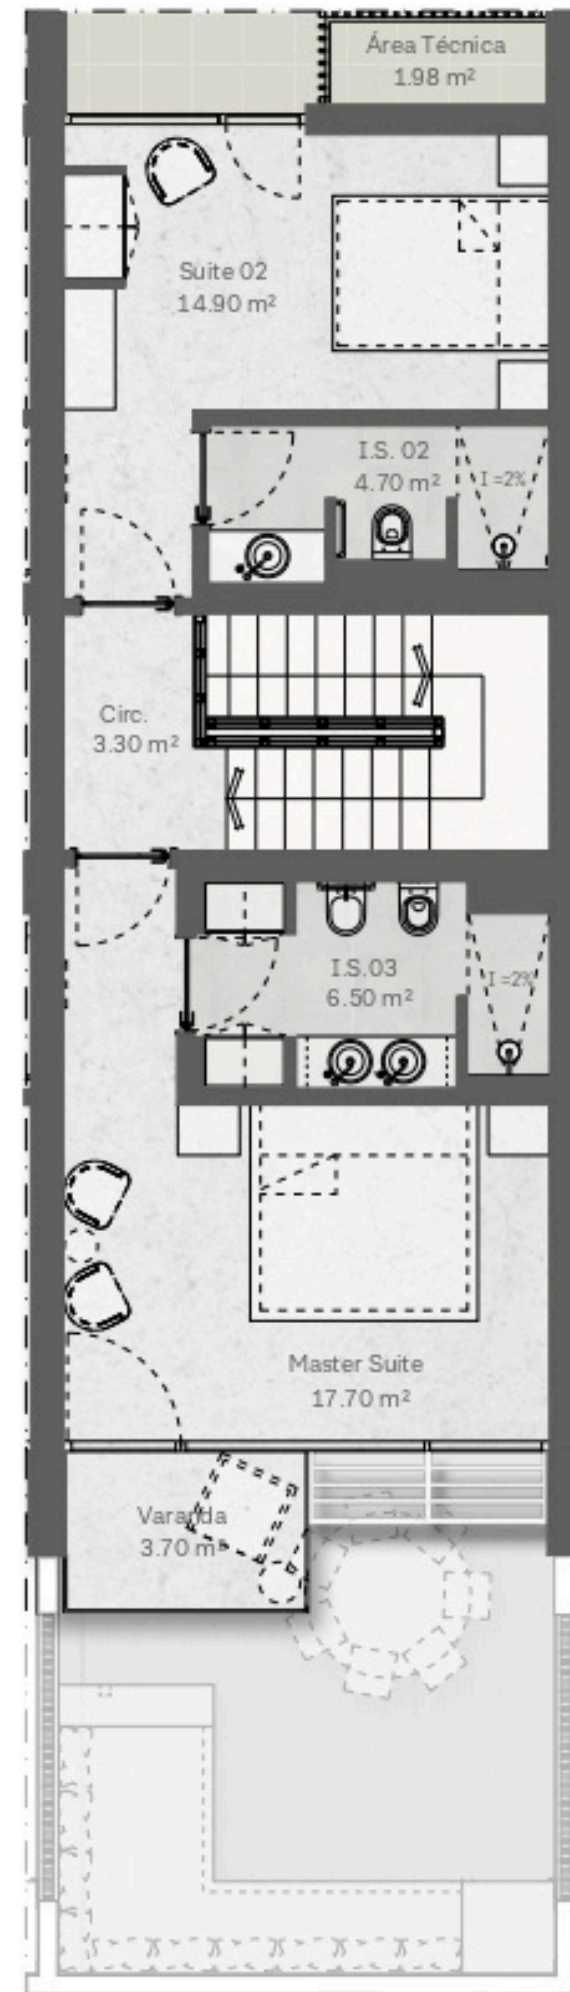 Área Técnica
1.98 m²
Suite 02
14.90 m²
I.S. 02
4.70 m²
I =2%
Circ.
3.30 m²
I.S.03
6.50 m²
I =2%
Master Suite
17.70 m²
Varanda
3.70 m²